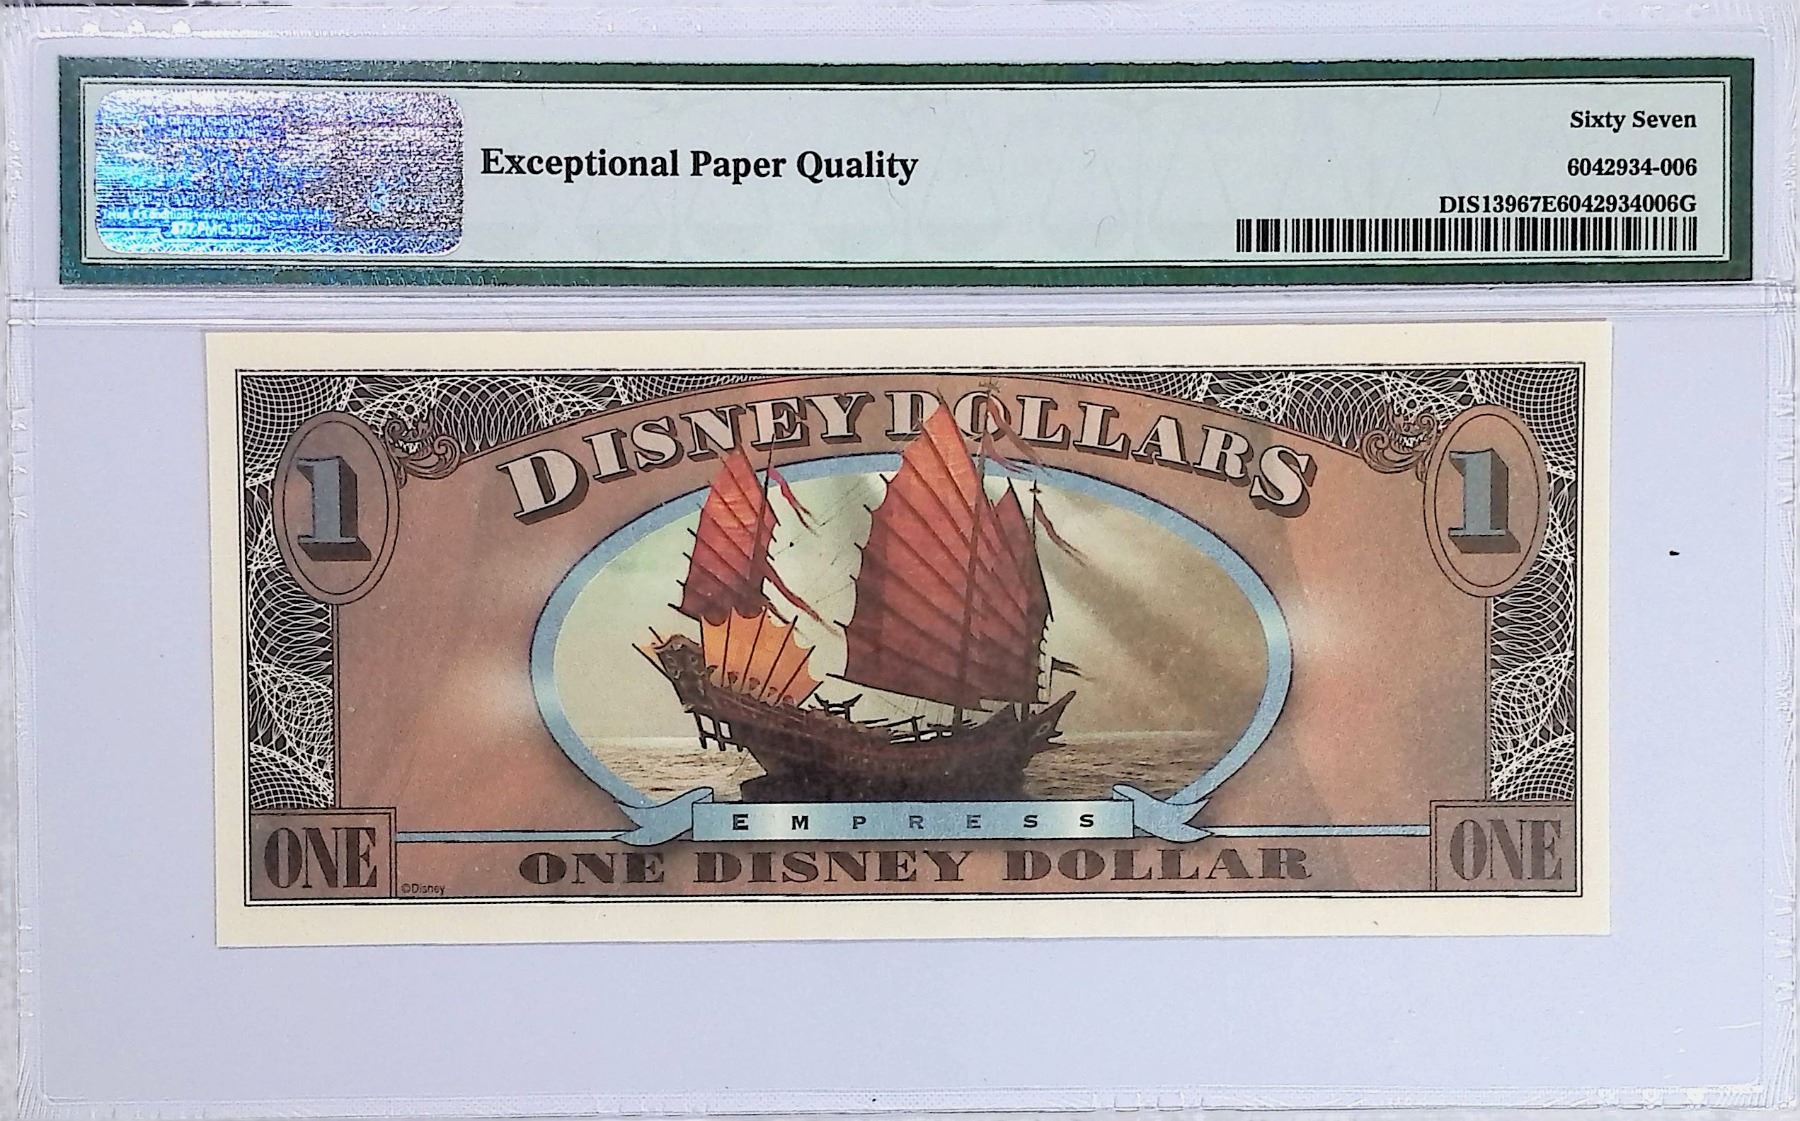 Exceptional Paper Quality
Sixty Seven
6042934-006
DIS13967E6042934006G
DISNEY DOLLARS
1
1
EMPRESS
ONE
ONE DISNEY DOLLAR
ONE
©Disney